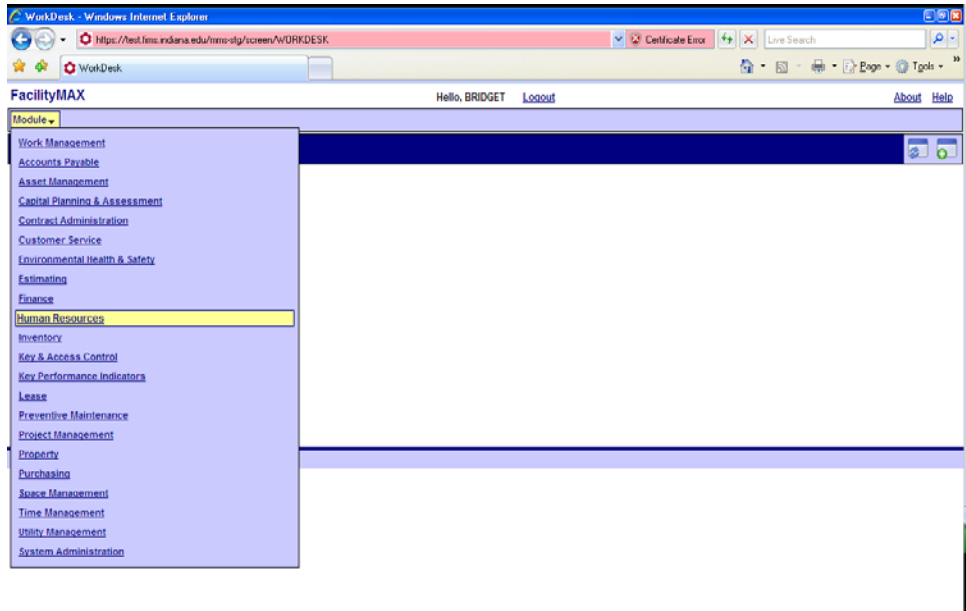 WorkDesk - Windows Internet Explorer
https://test.fms.indiana.edu/mms-stg/screen/WORKDESK
Certificate Error
Live Search
WorkDesk
Page
Tools
FacilityMAX
Hello, BRIDGET
Logout
About
Help
Module
Work Management
Accounts Payable
Asset Management
Capital Planning & Assessment
Contract Administration
Customer Service
Environmental Health & Safety
Estimating
Finance
Human Resources
Inventory
Key & Access Control
Key Performance Indicators
Lease
Preventive Maintenance
Project Management
Property
Purchasing
Space Management
Time Management
Utility Management
System Administration